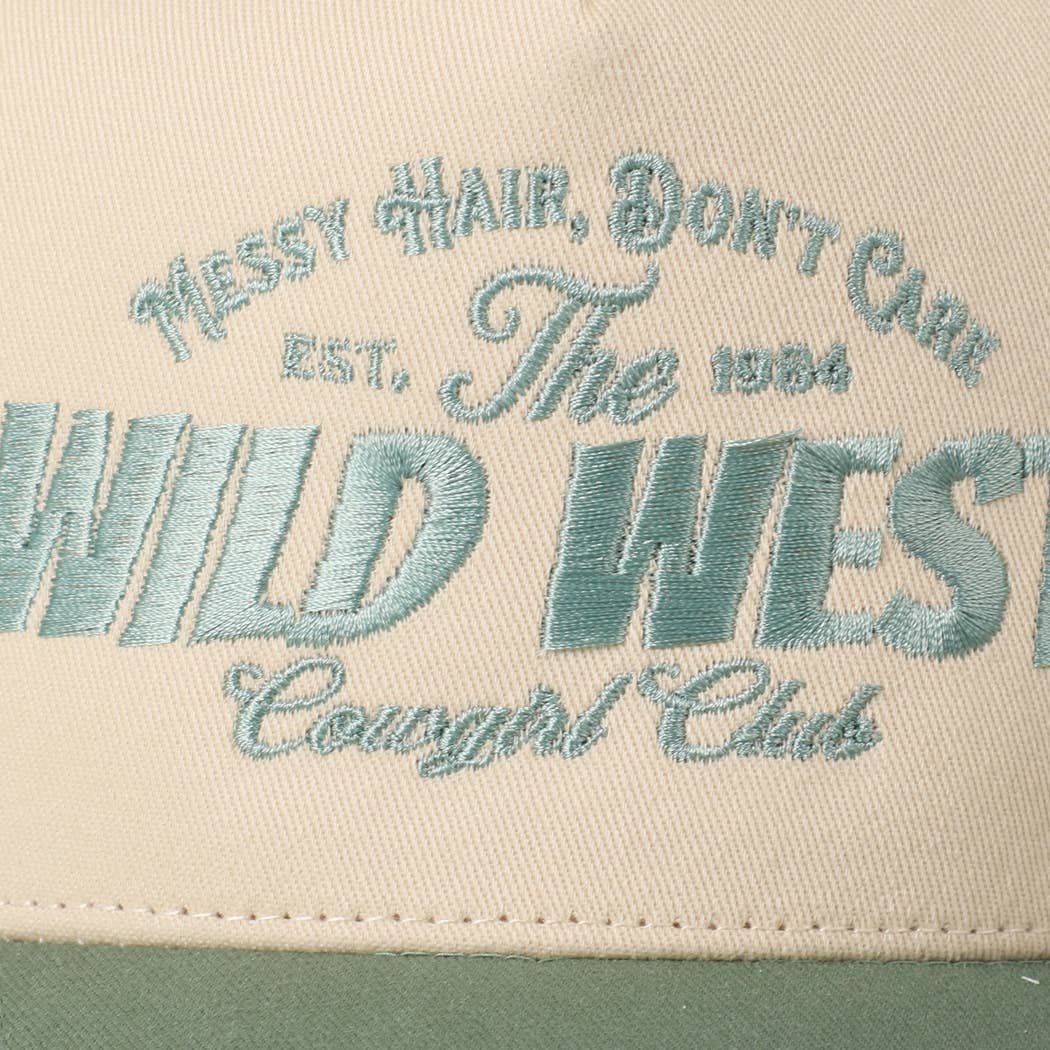 Messy Hair, Don't Care
EST. The 1984
WILD WEST
Cowgirl Club